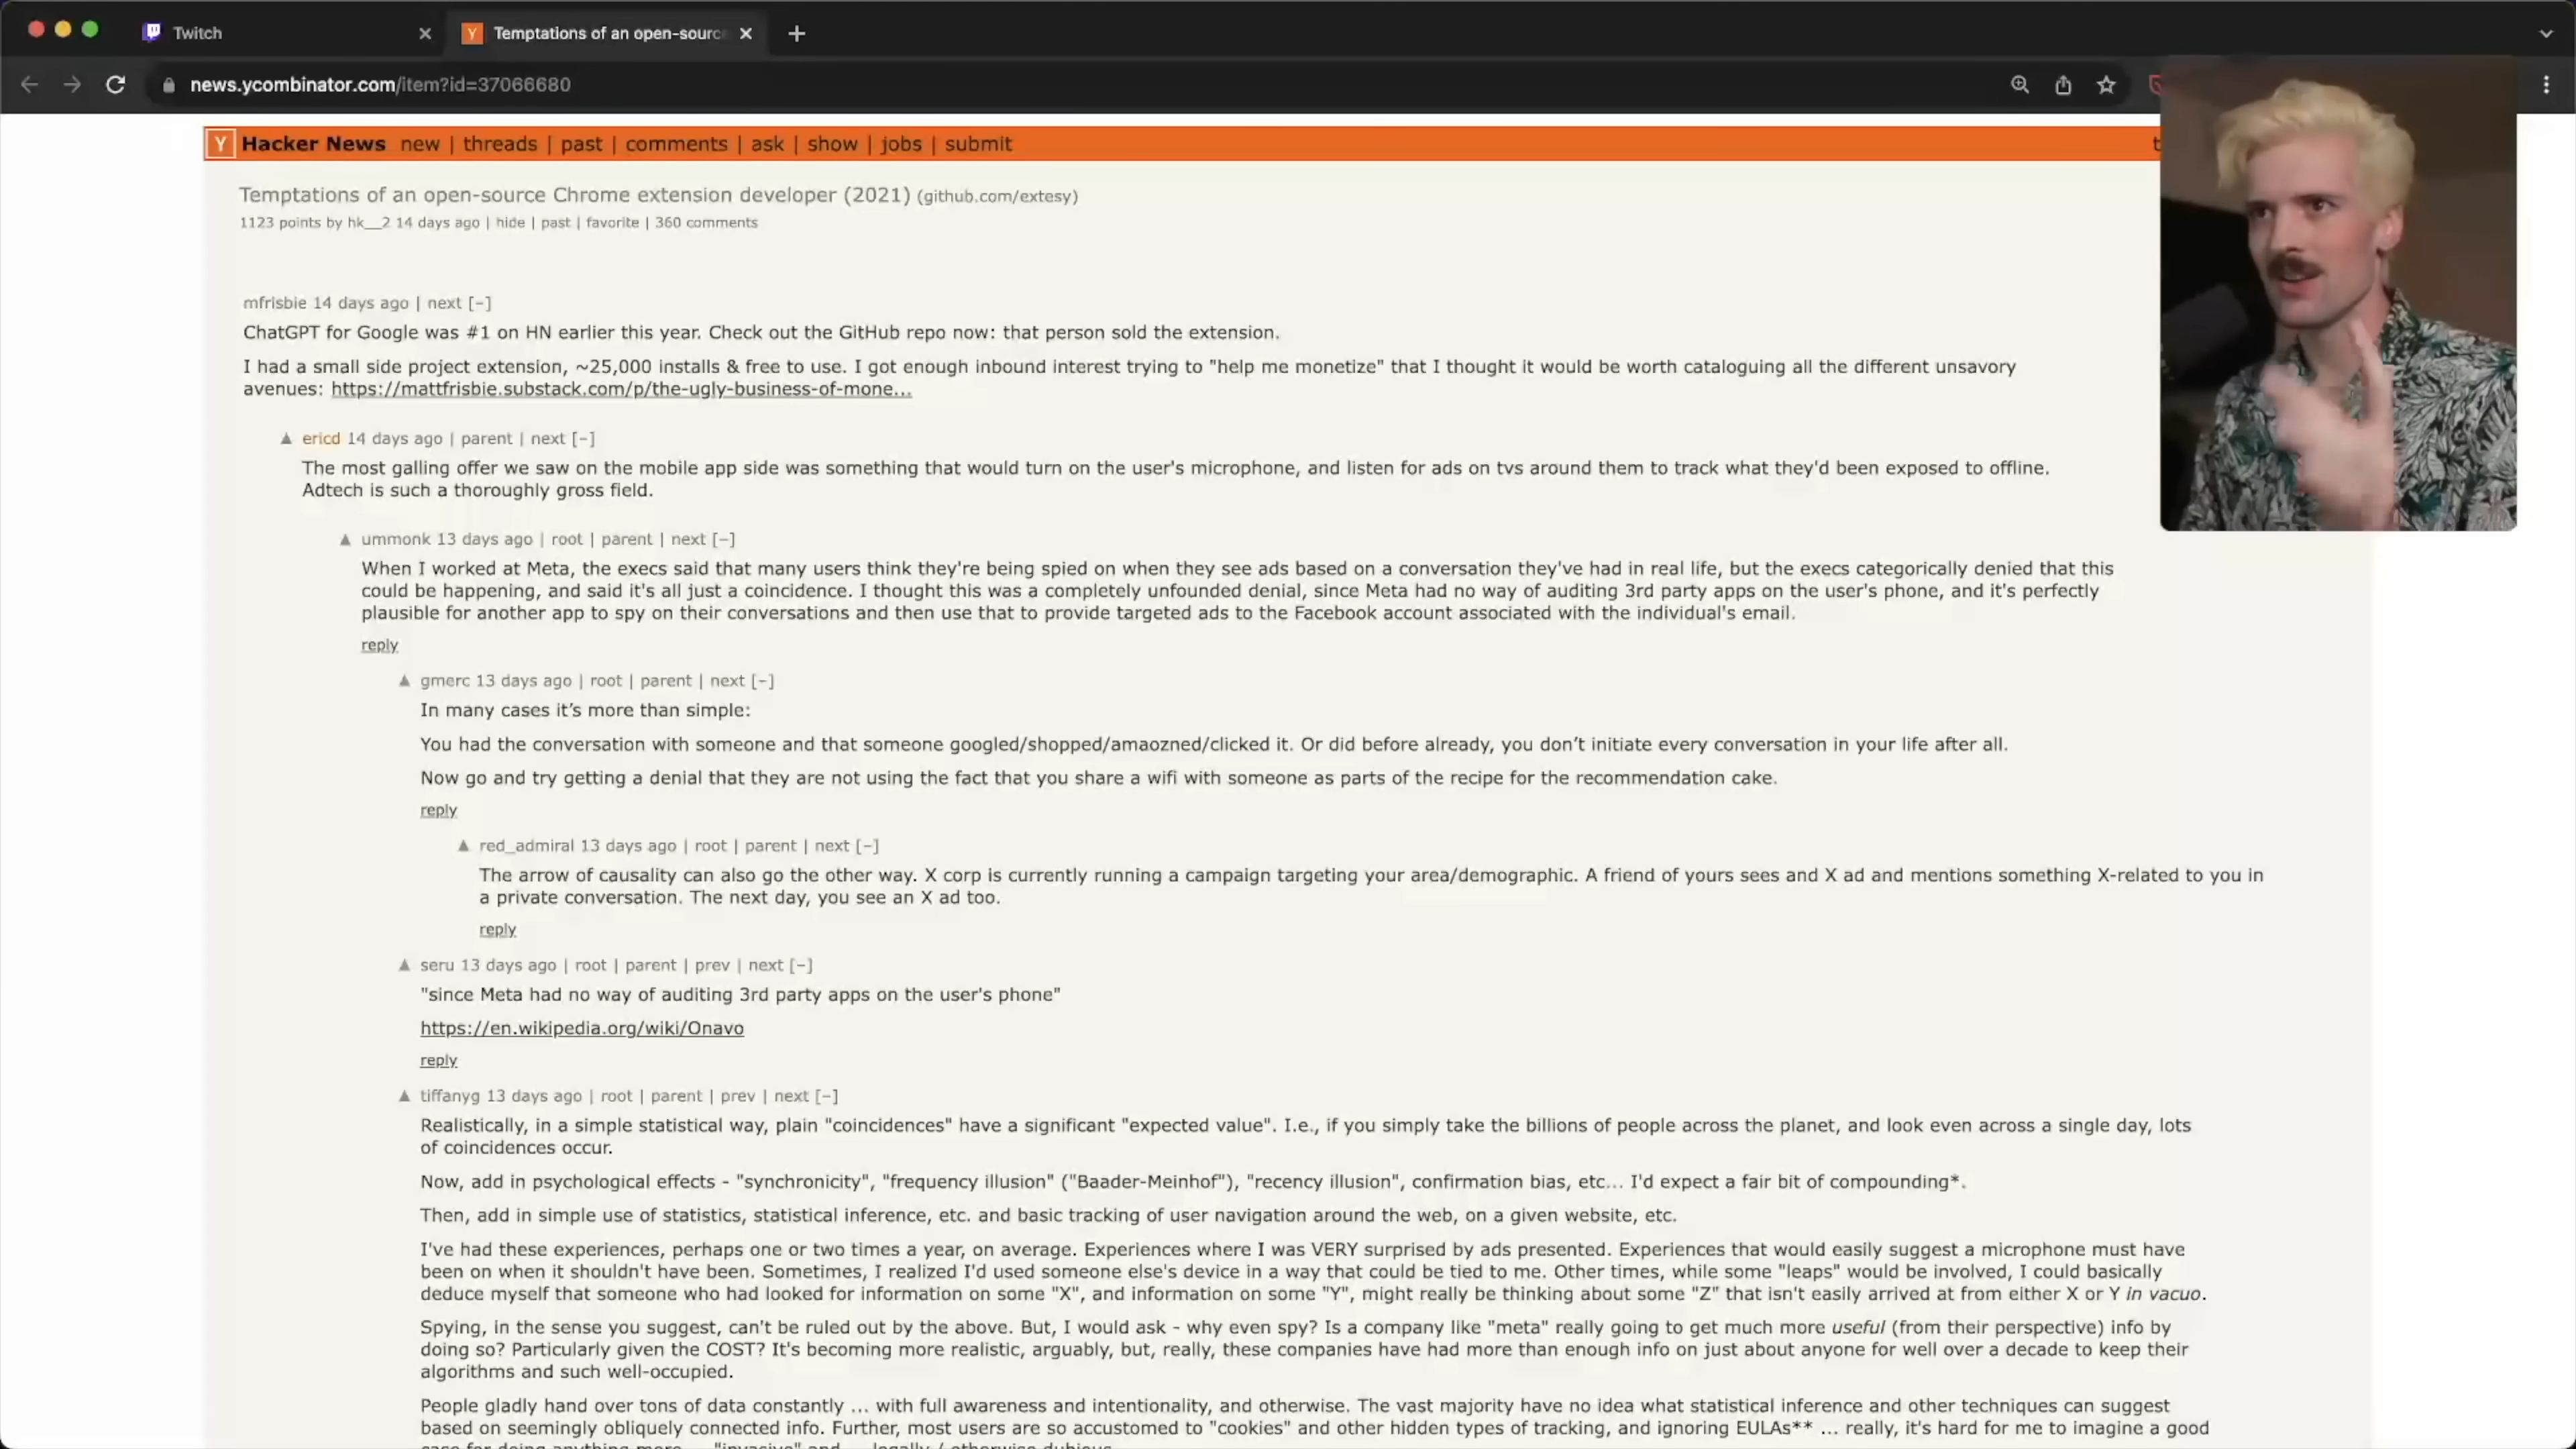 Twitch
Temptations of an open-sourc
news.ycombinator.com/item?id=37066680
Y Hacker News new | threads | past | comments | ask | show | jobs | submit
Temptations of an open-source Chrome extension developer (2021) (github.com/extesy)
1123 points by hk__2 14 days ago | hide | past | favorite | 360 comments
mfrisbie 14 days ago | next [–]
ChatGPT for Google was #1 on HN earlier this year. Check out the GitHub repo now: that person sold the extension.
I had a small side project extension, ~25,000 installs & free to use. I got enough inbound interest trying to "help me monetize" that I thought it would be worth cataloguing all the different unsavory
avenues: https://mattfrisbie.substack.com/p/the-ugly-business-of-mone...
ericd 14 days ago | parent | next [–]
The most galling offer we saw on the mobile app side was something that would turn on the user's microphone, and listen for ads on tvs around them to track what they'd been exposed to offline.
Adtech is such a thoroughly gross field.
ummonk 13 days ago | root | parent | next [–]
When I worked at Meta, the execs said that many users think they're being spied on when they see ads based on a conversation they've had in real life, but the execs categorically denied that this
could be happening, and said it's all just a coincidence. I thought this was a completely unfounded denial, since Meta had no way of auditing 3rd party apps on the user's phone, and it's perfectly
plausible for another app to spy on their conversations and then use that to provide targeted ads to the Facebook account associated with the individual's email.
reply
gmerc 13 days ago | root | parent | next [–]
In many cases it’s more than simple:
You had the conversation with someone and that someone googled/shopped/amaozned/clicked it. Or did before already, you don’t initiate every conversation in your life after all.
Now go and try getting a denial that they are not using the fact that you share a wifi with someone as parts of the recipe for the recommendation cake.
reply
red_admiral 13 days ago | root | parent | next [–]
The arrow of causality can also go the other way. X corp is currently running a campaign targeting your area/demographic. A friend of yours sees and X ad and mentions something X-related to you in
a private conversation. The next day, you see an X ad too.
reply
seru 13 days ago | root | parent | prev | next [–]
"since Meta had no way of auditing 3rd party apps on the user's phone"
https://en.wikipedia.org/wiki/Onavo
reply
tiffanyg 13 days ago | root | parent | prev | next [–]
Realistically, in a simple statistical way, plain "coincidences" have a significant "expected value". I.e., if you simply take the billions of people across the planet, and look even across a single day, lots
of coincidences occur.
Now, add in psychological effects - "synchronicity", "frequency illusion" ("Baader-Meinhof"), "recency illusion", confirmation bias, etc... I'd expect a fair bit of compounding*.
Then, add in simple use of statistics, statistical inference, etc. and basic tracking of user navigation around the web, on a given website, etc.
I've had these experiences, perhaps one or two times a year, on average. Experiences where I was VERY surprised by ads presented. Experiences that would easily suggest a microphone must have
been on when it shouldn't have been. Sometimes, I realized I'd used someone else's device in a way that could be tied to me. Other times, while some "leaps" would be involved, I could basically
deduce myself that someone who had looked for information on some "X", and information on some "Y", might really be thinking about some "Z" that isn't easily arrived at from either X or Y in vacuo.
Spying, in the sense you suggest, can't be ruled out by the above. But, I would ask - why even spy? Is a company like "meta" really going to get much more useful (from their perspective) info by
doing so? Particularly given the COST? It's becoming more realistic, arguably, but, really, these companies have had more than enough info on just about anyone for well over a decade to keep their
algorithms and such well-occupied.
People gladly hand over tons of data constantly ... with full awareness and intentionality, and otherwise. The vast majority have no idea what statistical inference and other techniques can suggest
based on seemingly obliquely connected info. Further, most users are so accustomed to "cookies" and other hidden types of tracking, and ignoring EULAs** ... really, it's hard for me to imagine a good